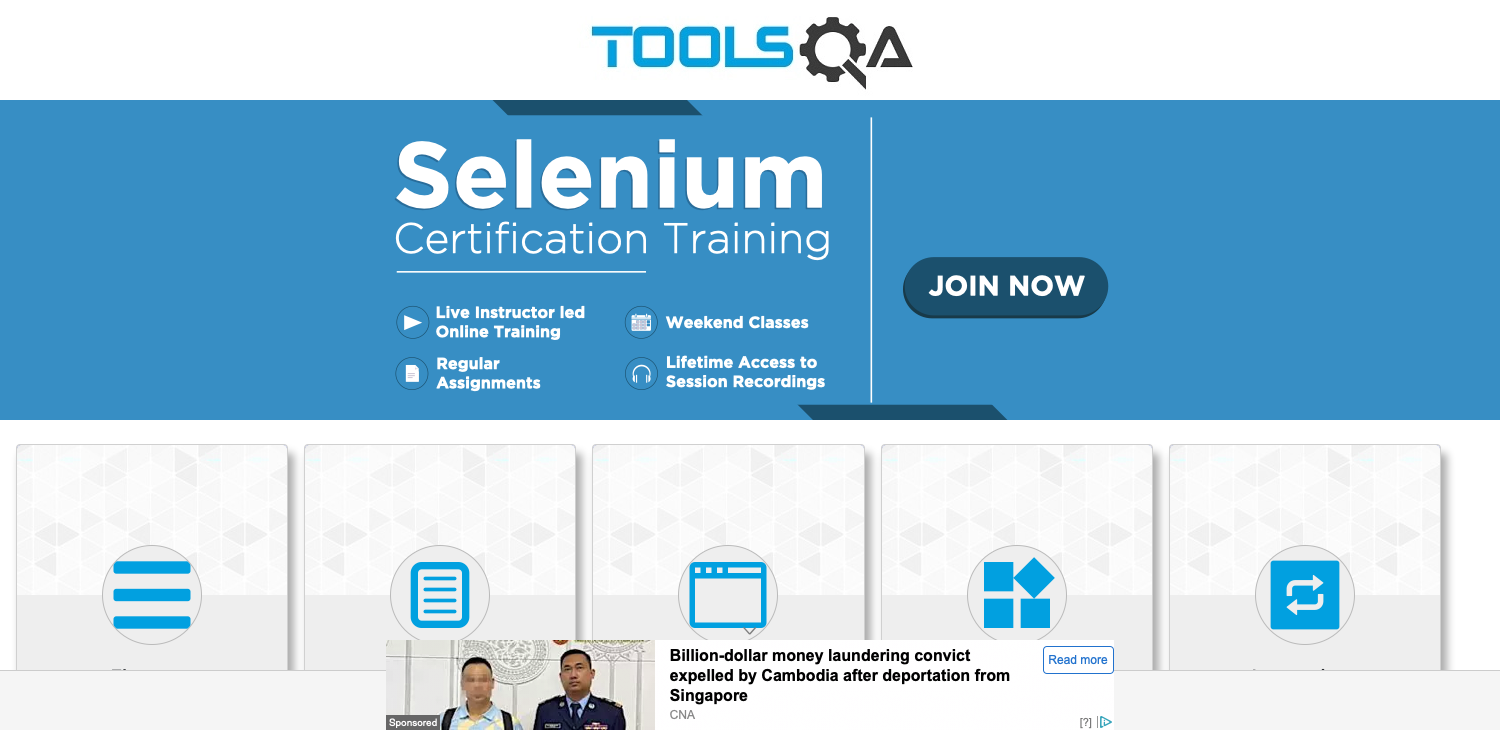 TOOLSQA
Selenium
Certification Training
JOIN NOW
Live Instructor led
Online Training
Weekend Classes
Regular
Assignments
Lifetime Access to
Session Recordings
Billion-dollar money laundering convict
expelled by Cambodia after deportation from
Singapore
CNA
Read more
Sponsored
[?]